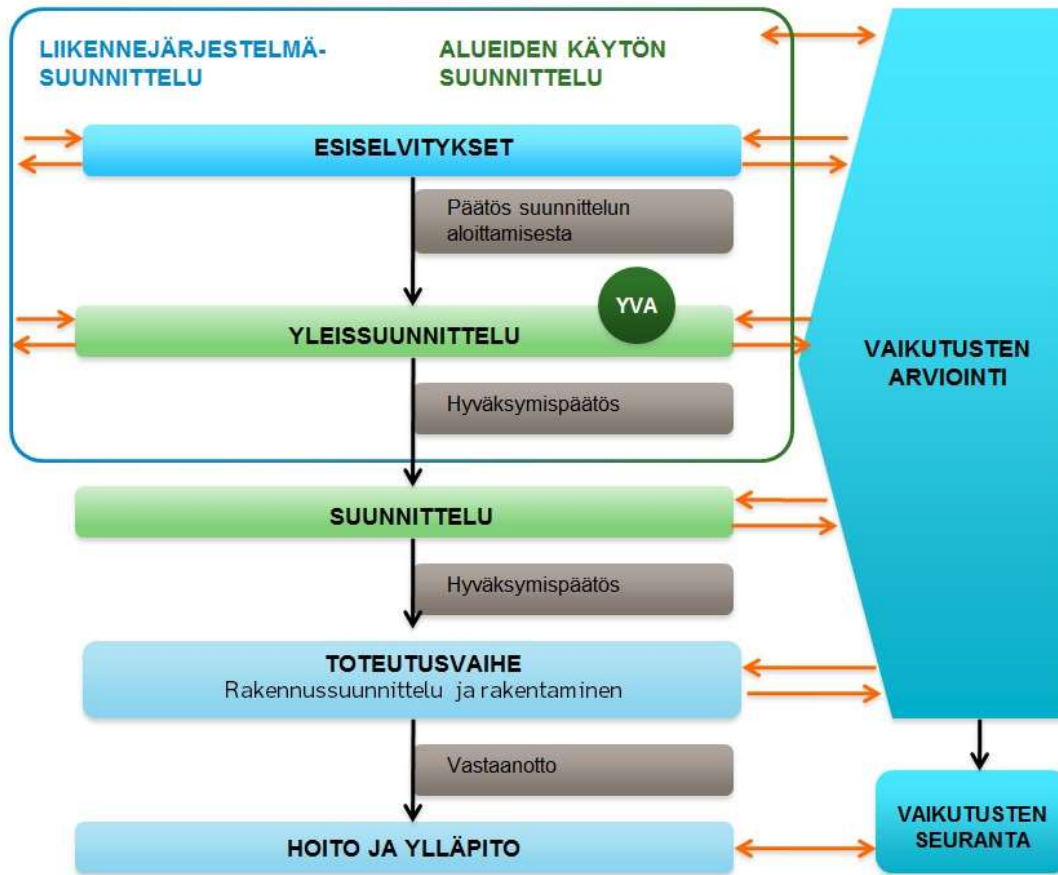 LIIKENNEJÄRJESTELMÄ-
SUUNNITTELU
ALUEIDEN KÄYTÖN
SUUNNITTELU
ESISELVITYKSET
Päätös suunnittelun
aloittamisesta
YVA
YLEISSUUNNITTELU
VAIKUTUSTEN
ARVIOINTI
Hyväksymispäätös
SUUNNITTELU
Hyväksymispäätös
TOTEUTUSVAIHE
Rakennussuunnittelu ja rakentaminen
Vastaanotto
VAIKUTUSTEN
SEURANTA
HOITO JA YLLÄPITO